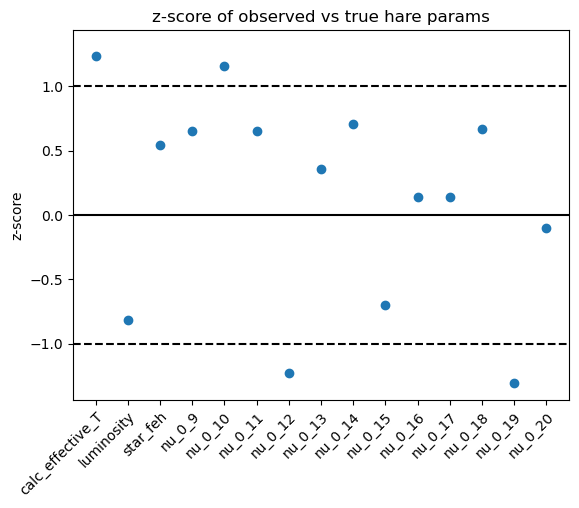 z-score of observed vs true hare params
z-score
1.0
0.5
0.0
−0.5
−1.0
calc_effective_T
luminosity
star_feh
nu_0_9
nu_0_10
nu_0_11
nu_0_12
nu_0_13
nu_0_14
nu_0_15
nu_0_16
nu_0_17
nu_0_18
nu_0_19
nu_0_20